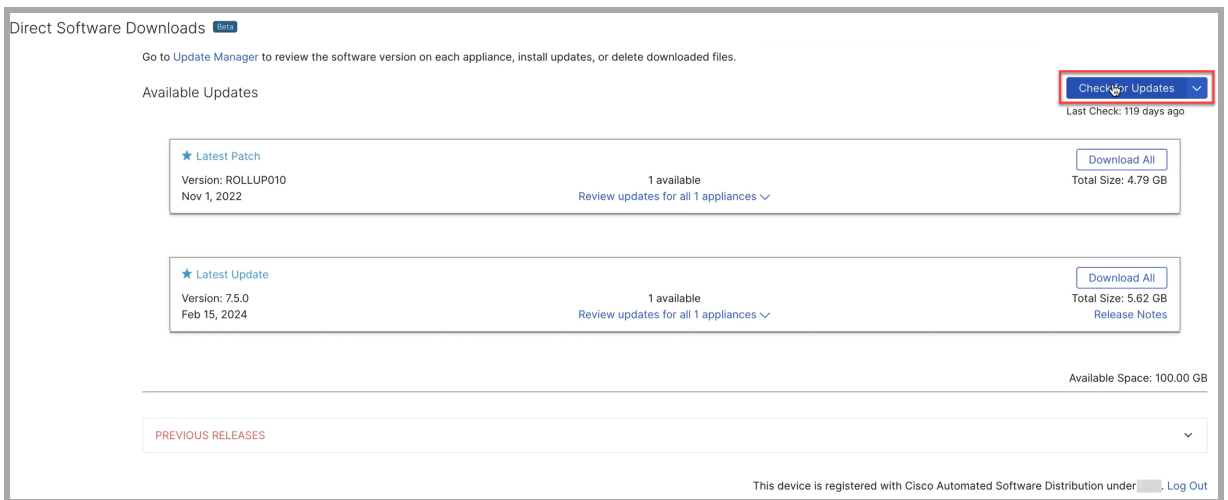 Direct Software Downloads Beta
Go to Update Manager to review the software version on each appliance, install updates, or delete downloaded files.
Available Updates
Check for Updates
Last Check: 119 days ago
Latest Patch
Download All
Version: ROLLUP010
1 available
Total Size: 4.79 GB
Nov 1, 2022
Review updates for all 1 appliances
Latest Update
Download All
Version: 7.5.0
1 available
Total Size: 5.62 GB
Feb 15, 2024
Review updates for all 1 appliances
Release Notes
Available Space: 100.00 GB
PREVIOUS RELEASES
This device is registered with Cisco Automated Software Distribution under . Log Out